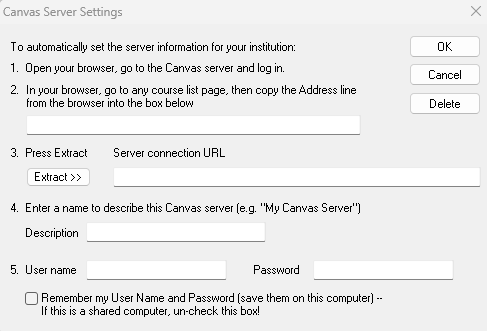 Canvas Server Settings
To automatically set the server information for your institution:
OK
1. Open your browser, go to the Canvas server and log in.
Cancel
2. In your browser, go to any course list page, then copy the Address line
from the browser into the box below
Delete
3. Press Extract Server connection URL
Extract >>
4. Enter a name to describe this Canvas server (e.g. "My Canvas Server")
Description
5. User name Password
Remember my User Name and Password (save them on this computer) --
If this is a shared computer, un-check this box!